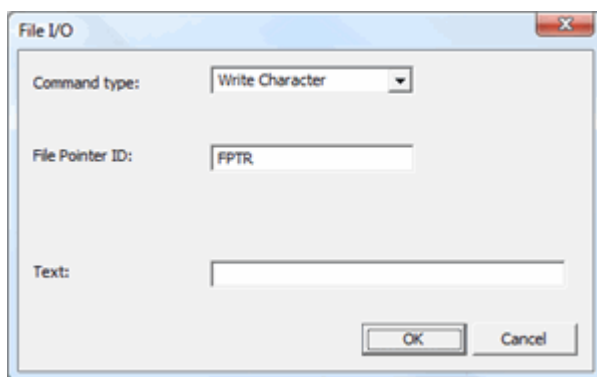 File I/O
Command type: Write Character
File Pointer ID: FPTR
Text:
OK Cancel